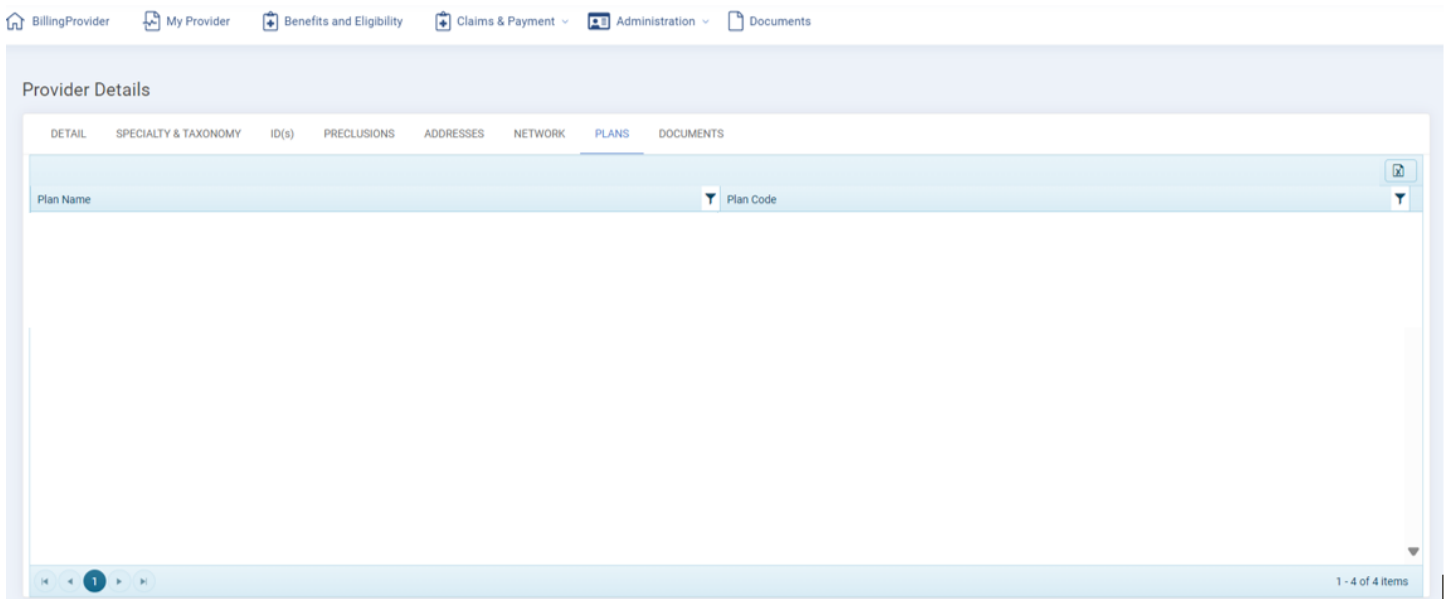 BillingProvider My Provider Benefits and Eligibility Claims & Payment Administration Documents
Provider Details
DETAIL SPECIALTY & TAXONOMY ID(s) PRECLUSIONS ADDRESSES NETWORK PLANS DOCUMENTS
Plan Name Plan Code
1 1 - 4 of 4 items